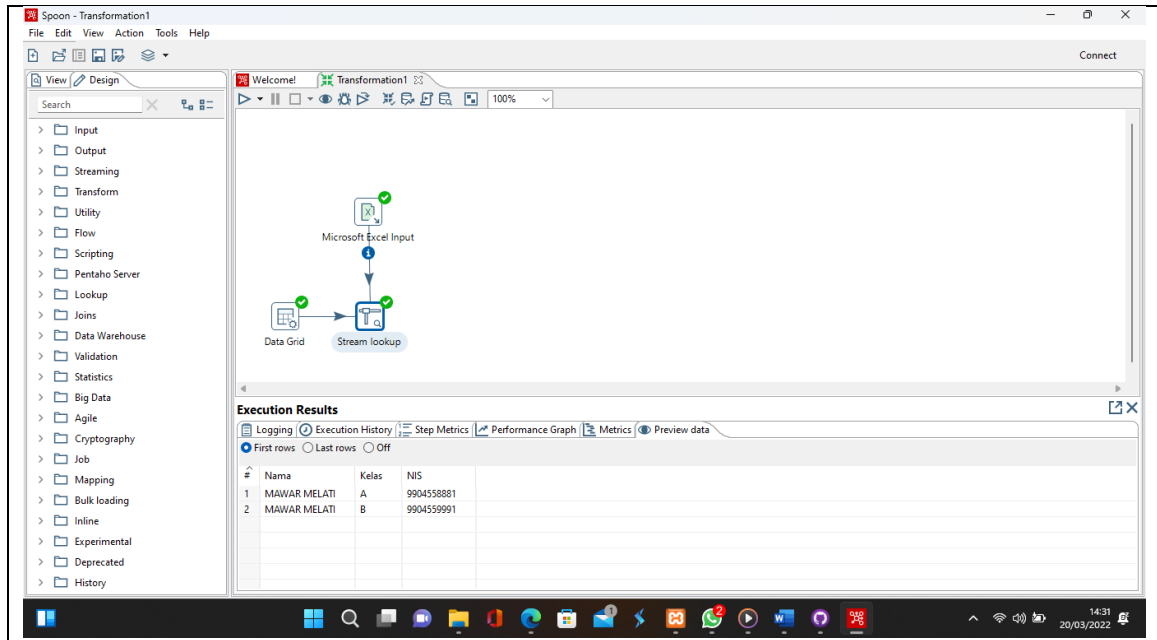 Spoon - Transformation1
File Edit View Action Tools Help
Connect
View Design
Welcome! Transformation1
Search
100%
Input
Output
Streaming
Transform
Utility
Flow
Scripting
Pentaho Server
Lookup
Joins
Data Warehouse
Validation
Statistics
Big Data
Agile
Cryptography
Job
Mapping
Bulk loading
Inline
Experimental
Deprecated
History
Microsoft Excel Input
Data Grid Stream lookup
Execution Results
Logging Execution History Step Metrics Performance Graph Metrics Preview data
First rows Last rows Off
# Nama Kelas NIS
1 MAWAR MELATI A 9904558881
2 MAWAR MELATI B 9904559991
1 2
14:31
20/03/2022